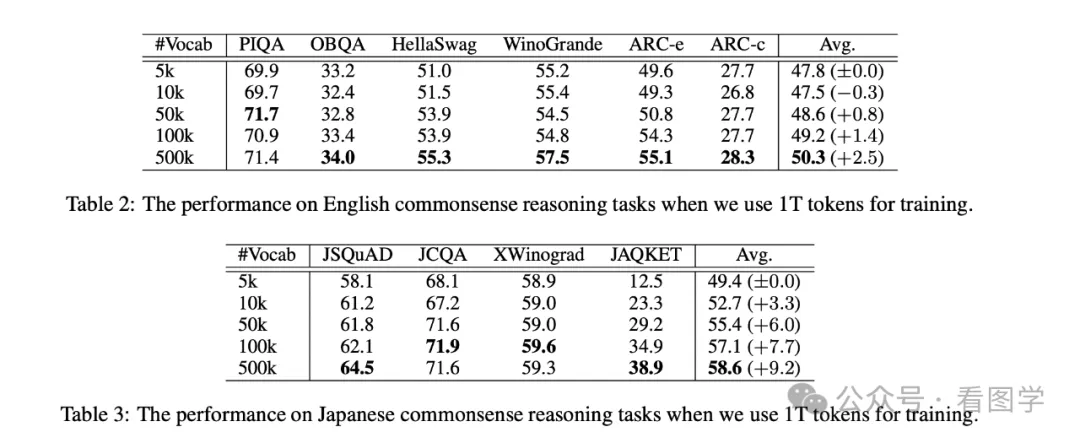 #Vocab PIQA OBQA HellaSwag WinoGrande ARC-e ARC-c Avg.
5k 69.9 33.2 51.0 55.2 49.6 27.7 47.8 (±0.0)
10k 69.7 32.4 51.5 55.4 49.3 26.8 47.5 (−0.3)
50k 71.7 32.8 53.9 54.5 50.8 27.7 48.6 (+0.8)
100k 70.9 33.4 53.9 54.8 54.3 27.7 49.2 (+1.4)
500k 71.4 34.0 55.3 57.5 55.1 28.3 50.3 (+2.5)
Table 2: The performance on English commonsense reasoning tasks when we use 1T tokens for training.
#Vocab JSQuAD JCQA XWinograd JAQKET Avg.
5k 58.1 68.1 58.9 12.5 49.4 (±0.0)
10k 61.2 67.2 59.0 23.3 52.7 (+3.3)
50k 61.8 71.6 59.0 29.2 55.4 (+6.0)
100k 62.1 71.9 59.6 34.9 57.1 (+7.7)
500k 64.5 71.6 59.3 38.9 58.6 (+9.2)
公众号·看图学
Table 3: The performance on Japanese commonsense reasoning tasks when we use 1T tokens for training.